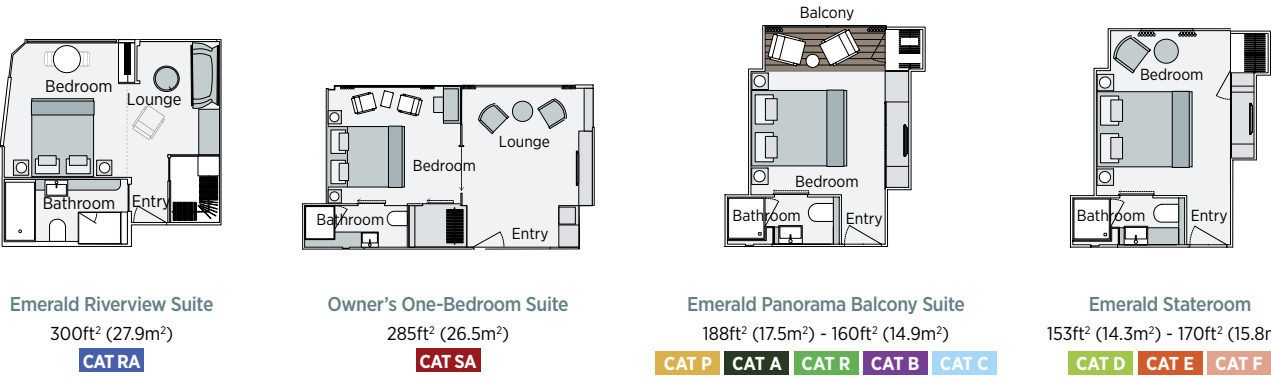 Balcony
Bedroom
Lounge
Bathroom
Entry
Bedroom
Lounge
Bathroom
Entry
Bedroom
Bathroom
Entry
Bedroom
Bathroom
Entry
Emerald Riverview Suite
300ft² (27.9m²)
CAT RA
Owner's One-Bedroom Suite
285ft² (26.5m²)
CAT SA
Emerald Panorama Balcony Suite
188ft² (17.5m²) - 160ft² (14.9m²)
CAT P CAT A CAT R CAT B CAT C
Emerald Stateroom
153ft² (14.3m²) - 170ft² (15.8m
CAT D CAT E CAT F